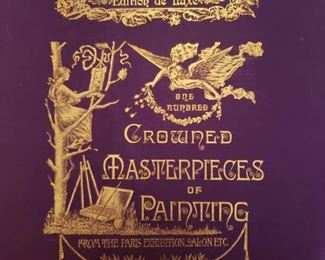 Edition de Luxe
ONE
HUNDRED
CROWNED
MASTERPIECES
OF
PAINTING
FROM THE PARIS EXHIBITION, SALON ETC.